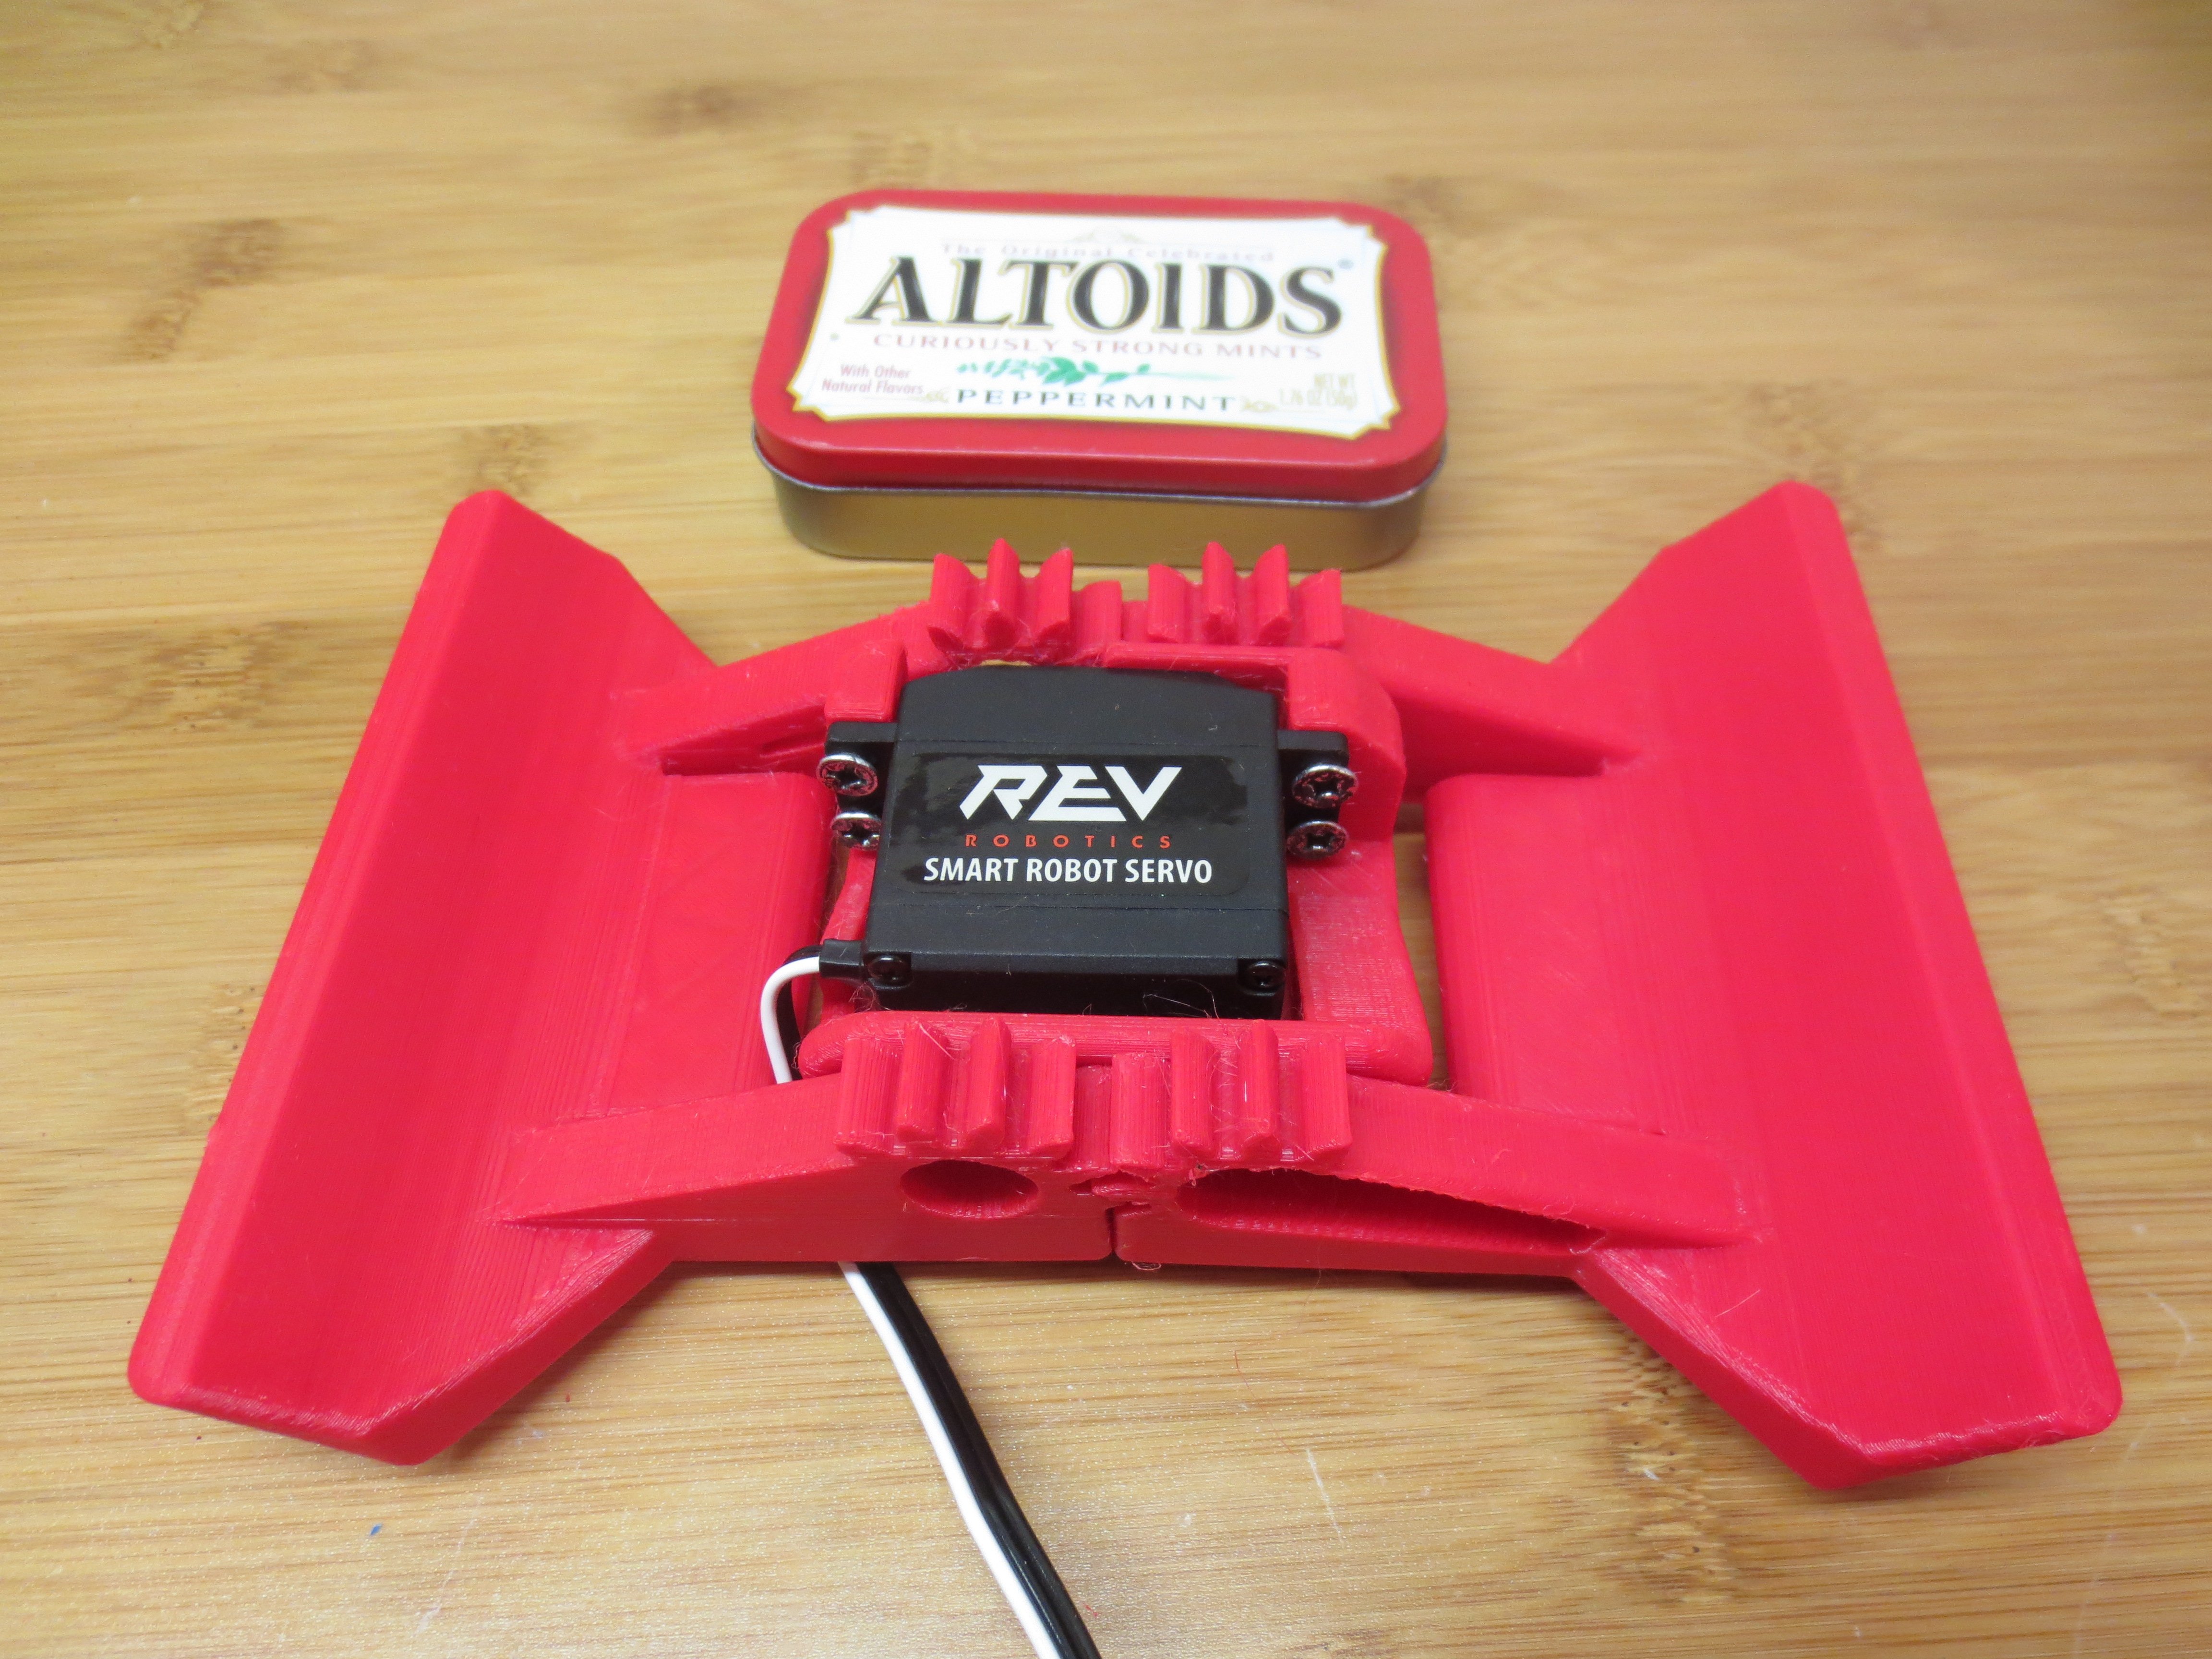 The Original Celebrated
ALTOIDS®
CURIOUSLY STRONG MINTS
With Other
Natural Flavors
PEPPERMINT
NET WT
1.76 OZ (50g)
REV
ROBOTICS
SMART ROBOT SERVO